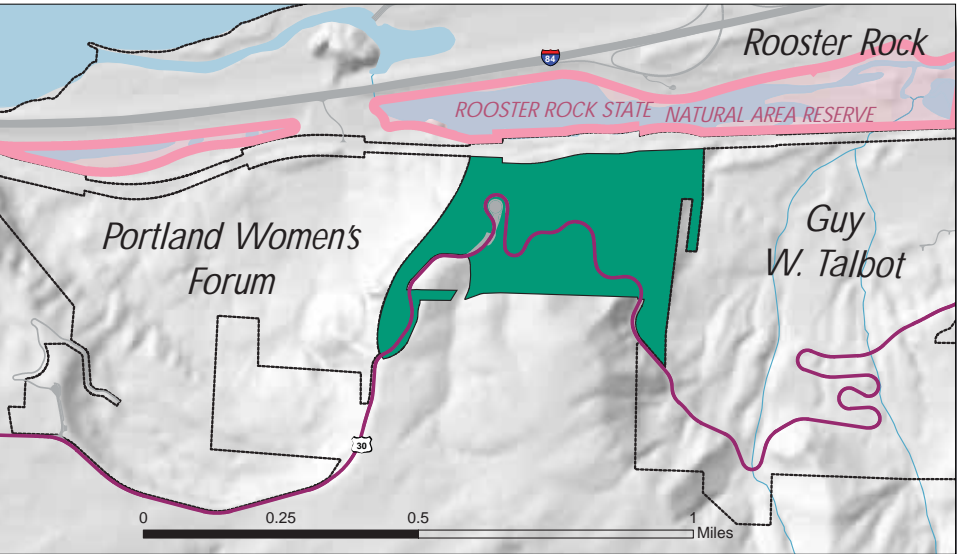 Rooster Rock
84
ROOSTER ROCK STATE NATURAL AREA RESERVE
Portland Women's
Forum
Guy
W. Talbot
30
0 0.25 0.5 1
Miles